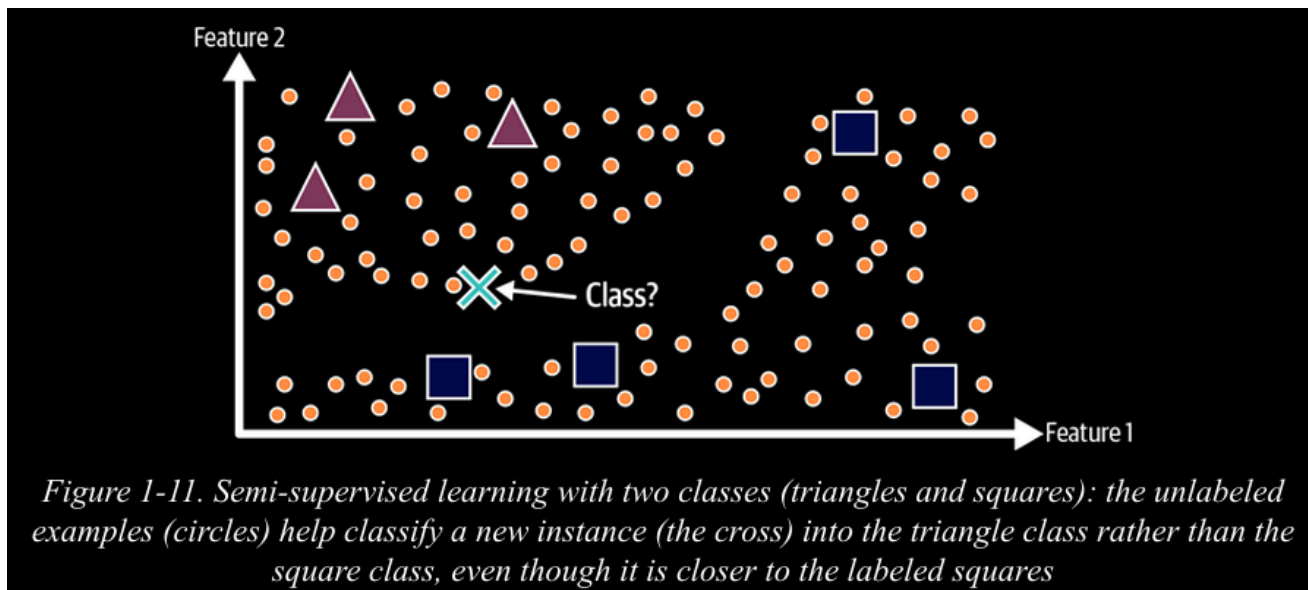 Feature 2
Class?
Feature 1
Figure 1-11. Semi-supervised learning with two classes (triangles and squares): the unlabeled
examples (circles) help classify a new instance (the cross) into the triangle class rather than the
square class, even though it is closer to the labeled squares